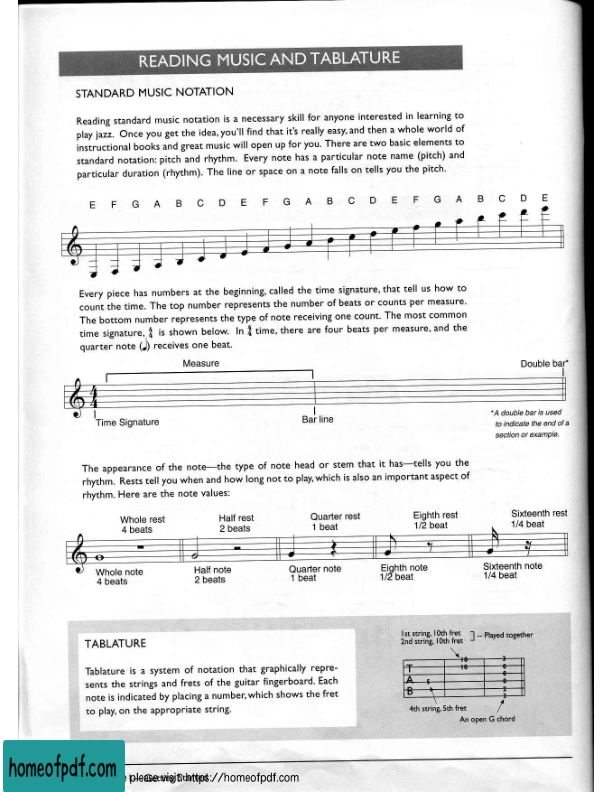 READING MUSIC AND TABLATURE
STANDARD MUSIC NOTATION
Reading standard music notation is a necessary skill for anyone interested in learning to
play jazz. Once you get the idea, you'll find that it's really easy, and then a whole world of
instructional books and great music will open up for you. There are two basic elements to
standard notation: pitch and rhythm. Every note has a particular note name (pitch) and
particular duration (rhythm). The line or space on a note falls on tells you the pitch.
E F G A B C D E F G A B C D E F G A B C D E
Every piece has numbers at the beginning, called the time signature, that tell us how to
count the time. The top number represents the number of beats or counts per measure.
The bottom number represents the type of note receiving one count. The most common
time signature, 4/4 is shown below. In 4/4 time, there are four beats per measure, and the
quarter note (♩) receives one beat.
Measure
Double bar*
4/4
Time Signature
Bar line
*A double bar is used
to indicate the end of a
section or example.
The appearance of the note—the type of note head or stem that it has—tells you the
rhythm. Rests tell you when and how long not to play, which is also an important aspect of
rhythm. Here are the note values:
Whole rest
4 beats
Half rest
2 beats
Quarter rest
1 beat
Eighth rest
1/2 beat
Sixteenth rest
1/4 beat
Whole note
4 beats
Half note
2 beats
Quarter note
1 beat
Eighth note
1/2 beat
Sixteenth note
1/4 beat
TABLATURE
Tablature is a system of notation that graphically repre-
sents the strings and frets of the guitar fingerboard. Each
note is indicated by placing a number, which shows the fret
to play, on the appropriate string.
1st string, 10th fret
2nd string, 10th fret
-- Played together
T
A
B
5
10
10
3
0
0
0
2
3
4th string, 5th fret
An open G chord
homeofpdf.com
please visit: https://homeofpdf.com